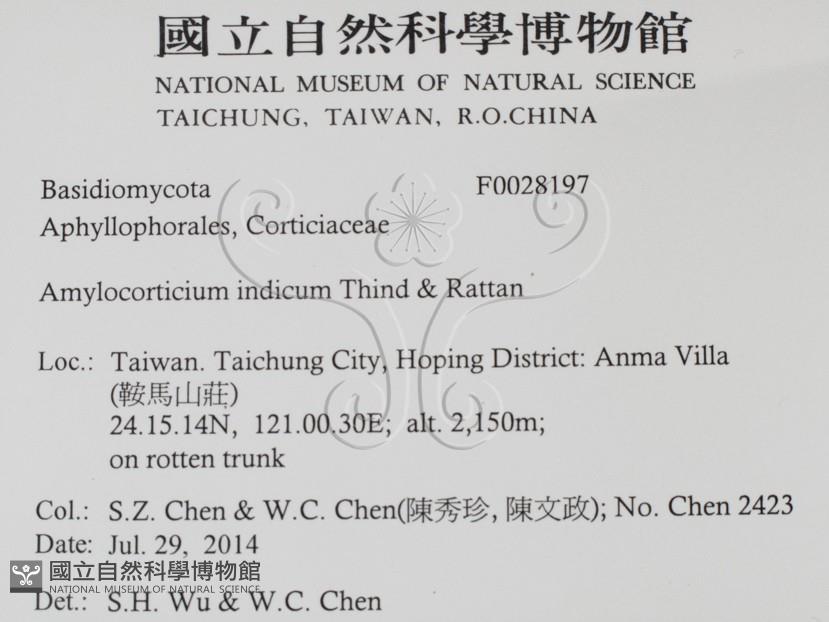 國立自然科學博物館
NATIONAL MUSEUM OF NATURAL SCIENCE
TAICHUNG, TAIWAN, R.O.CHINA
Basidiomycota F0028197
Aphyllophorales, Corticiaceae
Amylocorticium indicum Thind & Rattan
Loc.: Taiwan. Taichung City, Hoping District: Anma Villa
(鞍馬山莊)
24.15.14N, 121.00.30E; alt. 2,150m;
on rotten trunk
Col.: S.Z. Chen & W.C. Chen(陳秀珍, 陳文政); No. Chen 2423
Date: Jul. 29, 2014
國立自然科學博物館
NATIONAL MUSEUM OF NATURAL SCIENCE
Det.: S.H. Wu & W.C. Chen